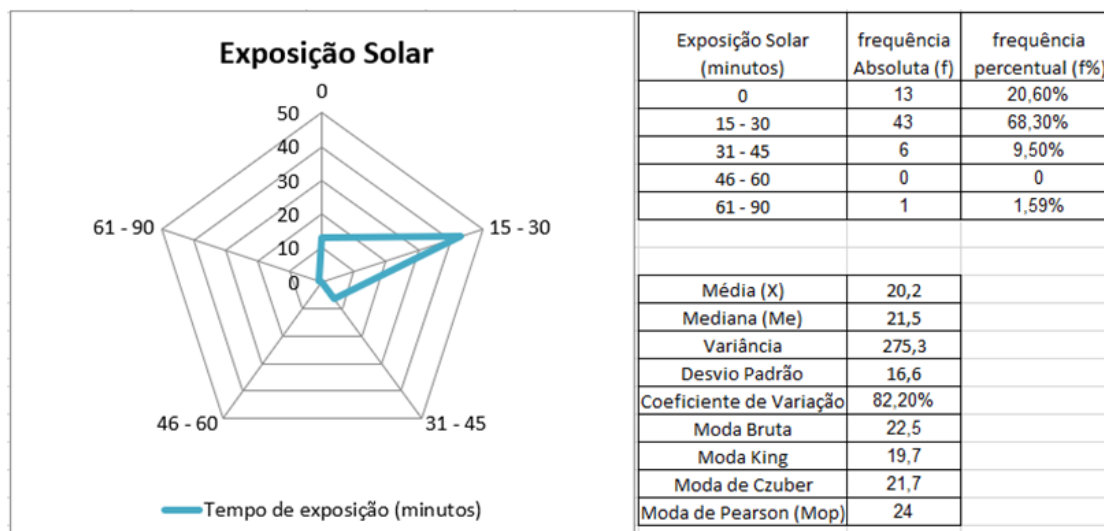 Exposição Solar
0
50
40
30
20
10
0
61 - 90
15 - 30
46 - 60
31 - 45
Tempo de exposição (minutos)
Exposição Solar (minutos) frequência Absoluta (f) frequência percentual (f%)
0 13 20,60%
15 - 30 43 68,30%
31 - 45 6 9,50%
46 - 60 0 0
61 - 90 1 1,59%
Média (X) 20,2
Mediana (Me) 21,5
Variância 275,3
Desvio Padrão 16,6
Coeficiente de Variação 82,20%
Moda Bruta 22,5
Moda King 19,7
Moda de Czuber 21,7
Moda de Pearson (Mop) 24